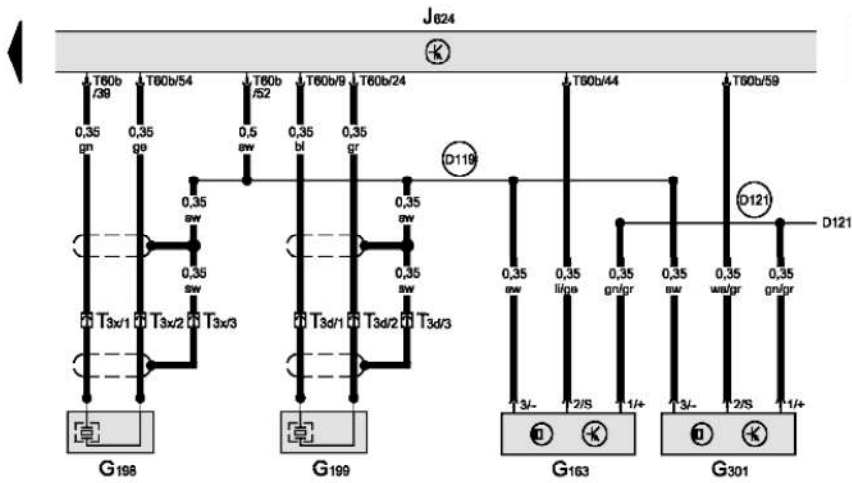 J624
T60b /39
T60b/54
T60b /52
T60b/9
T60b/24
T60b/44
T60b/59
0,35 gn
0,35 ge
0,5 sw
0,35 bl
0,35 gr
D119
D121
D121
0,35 sw
0,35 sw
0,35 sw
0,35 sw
0,35 sw
0,35 li/ge
0,35 gn/gr
0,35 sw
0,35 ws/gr
0,35 gn/gr
T3x/1
T3x/2
T3x/3
T3d/1
T3d/2
T3d/3
3/-
2/S
1/+
3/-
2/S
1/+
G198
G199
G163
G301